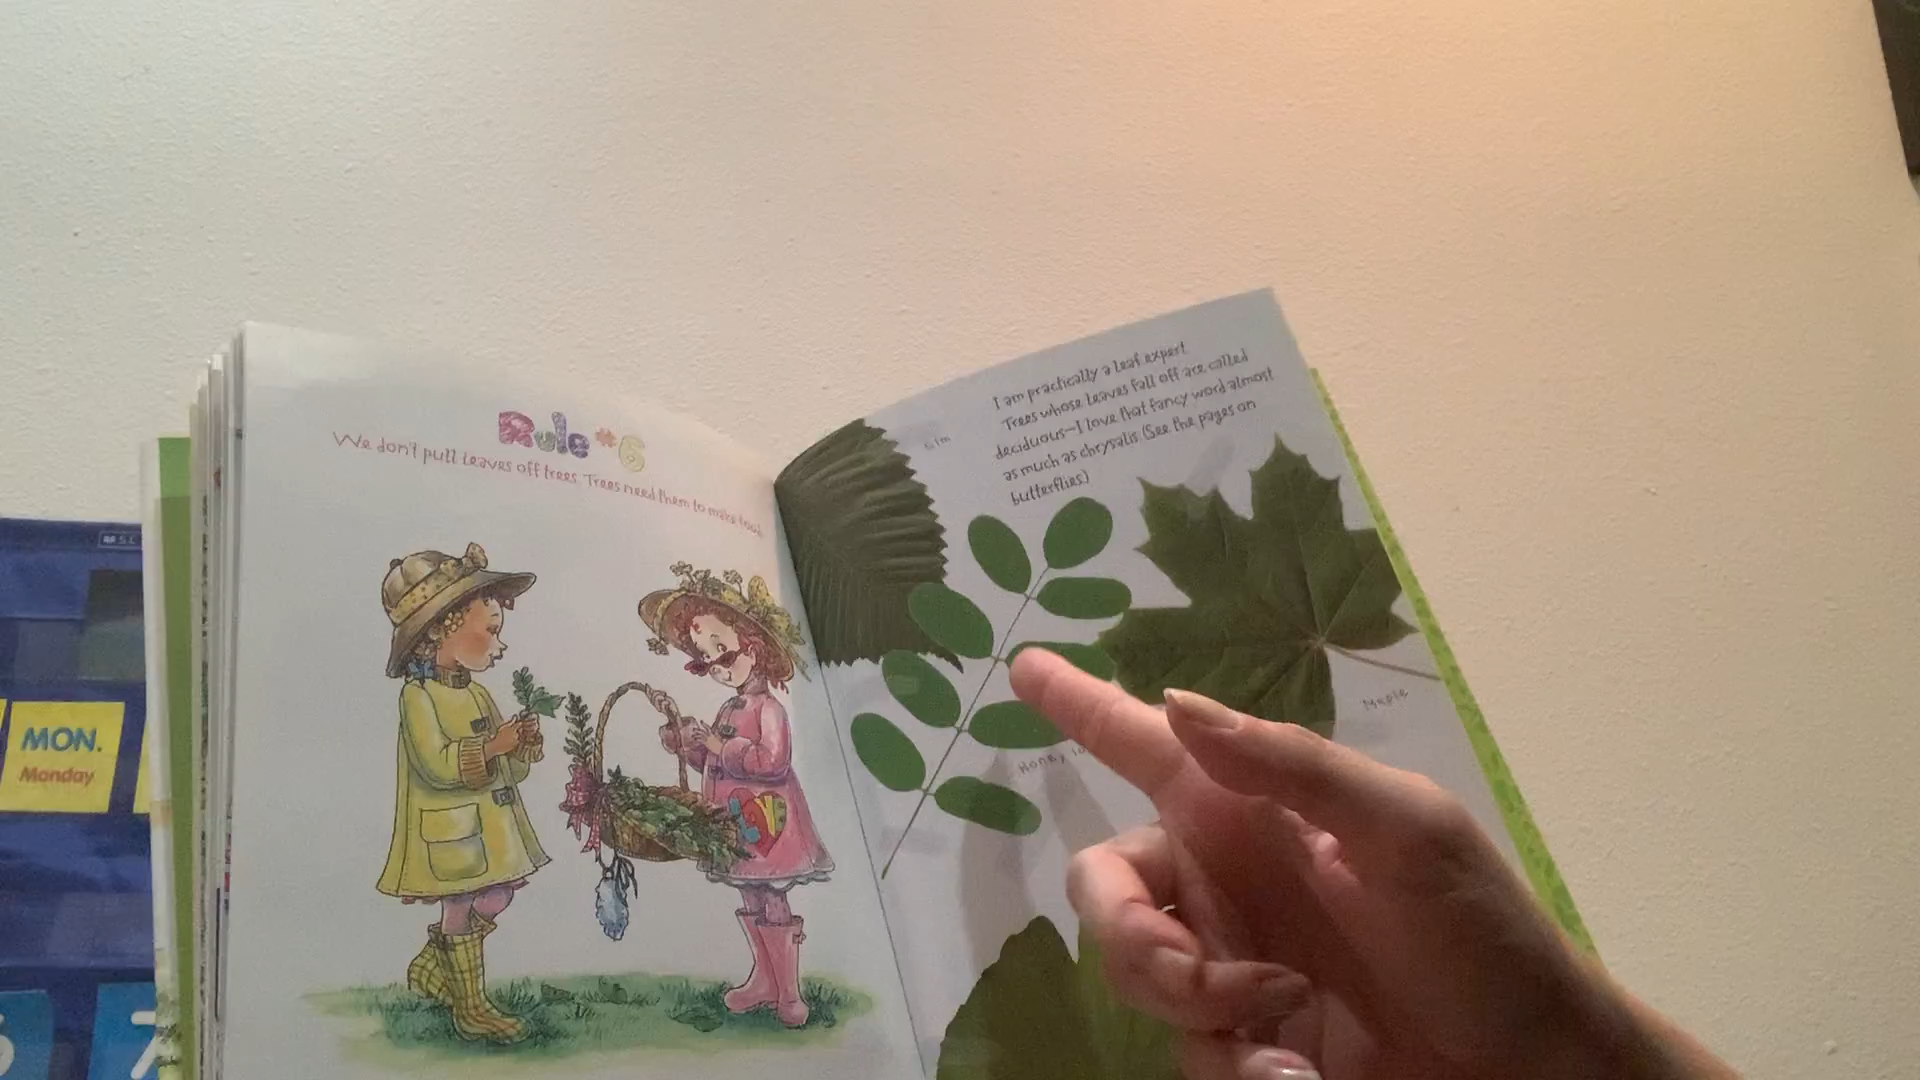 Rule #6
We don't pull leaves off trees. Trees need them to make food.
I am practically a leaf expert
Trees whose leaves fall off are called
deciduous—I love that fancy word almost
as much as chrysalis. (See the pages on
butterflies.)
Elm
Maple
Honey
MON.
Monday
7